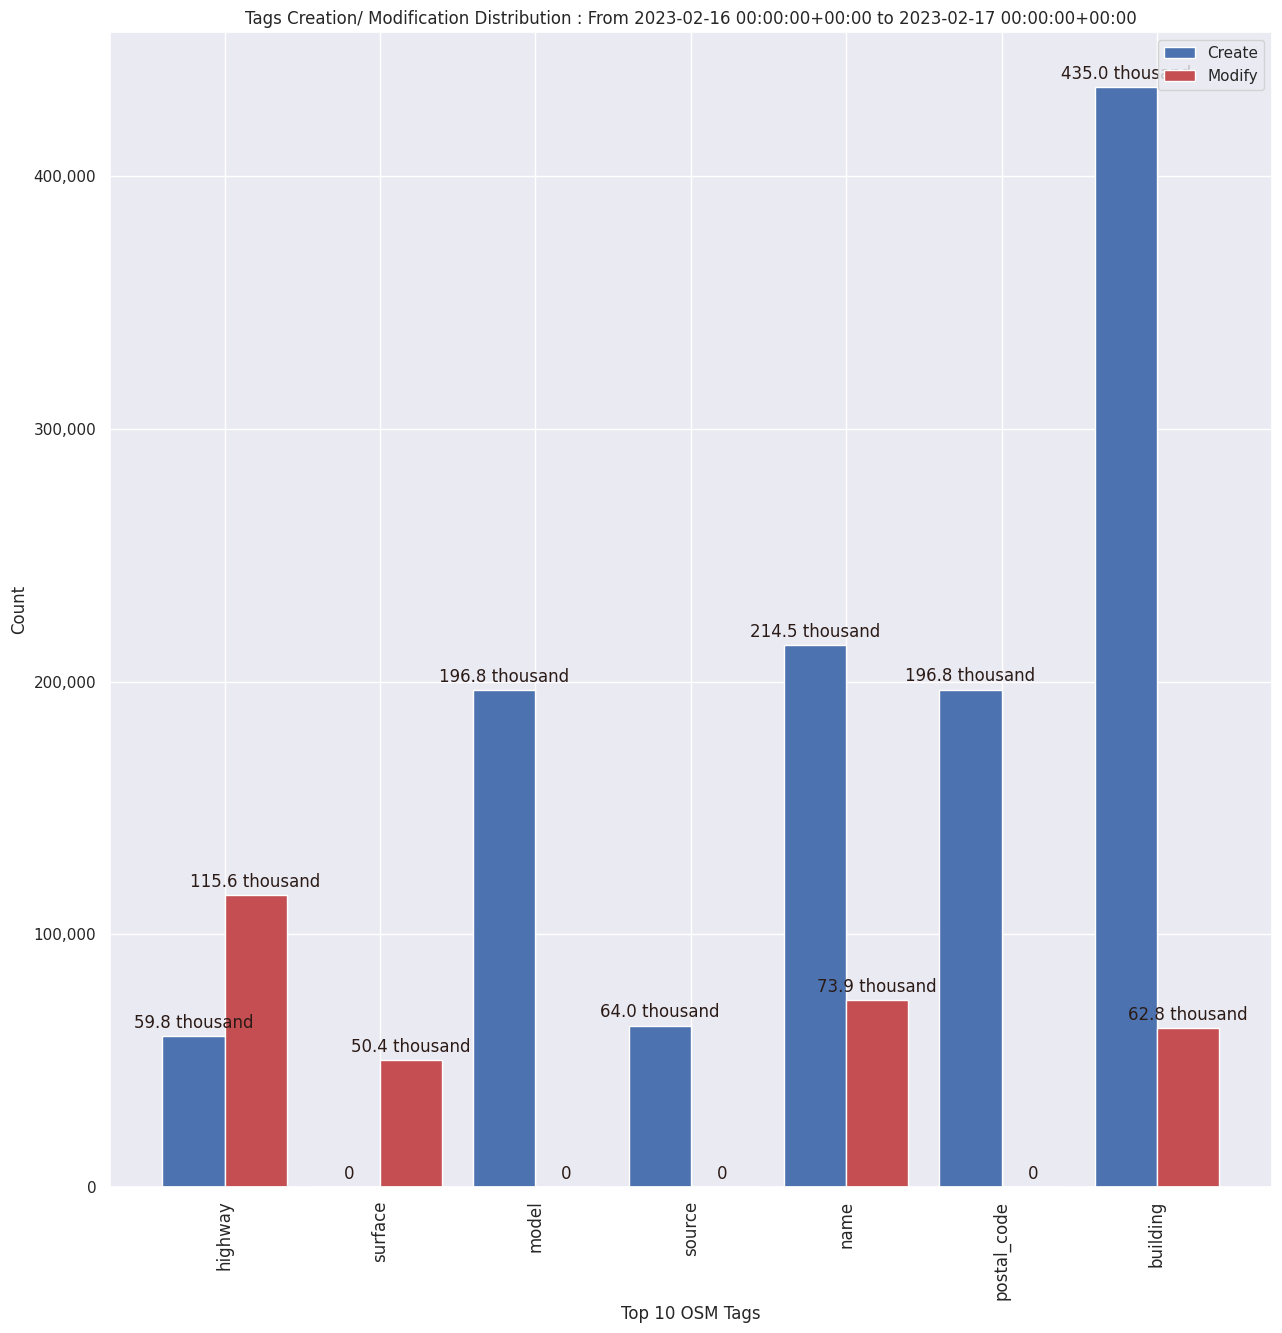 Tags Creation/ Modification Distribution : From 2023-02-16 00:00:00+00:00 to 2023-02-17 00:00:00+00:00
Create
Modify
Count
400,000
300,000
200,000
100,000
0
59.8 thousand
115.6 thousand
0
50.4 thousand
196.8 thousand
0
64.0 thousand
0
214.5 thousand
73.9 thousand
196.8 thousand
0
435.0 thousand
62.8 thousand
highway
surface
model
source
name
postal_code
building
Top 10 OSM Tags